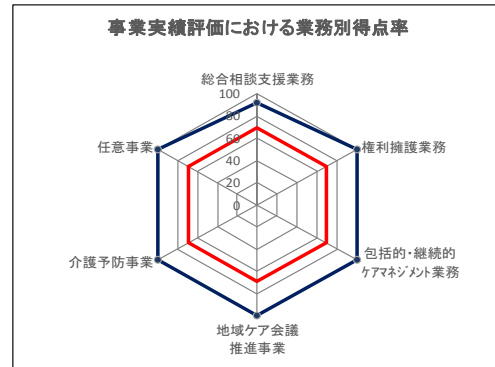 事業実績評価における業務別得点率
総合相談支援業務
100
80
60
40
20
0
任意事業
権利擁護業務
介護予防事業
包括的・継続的
ケアマネジメント業務
地域ケア会議
推進事業